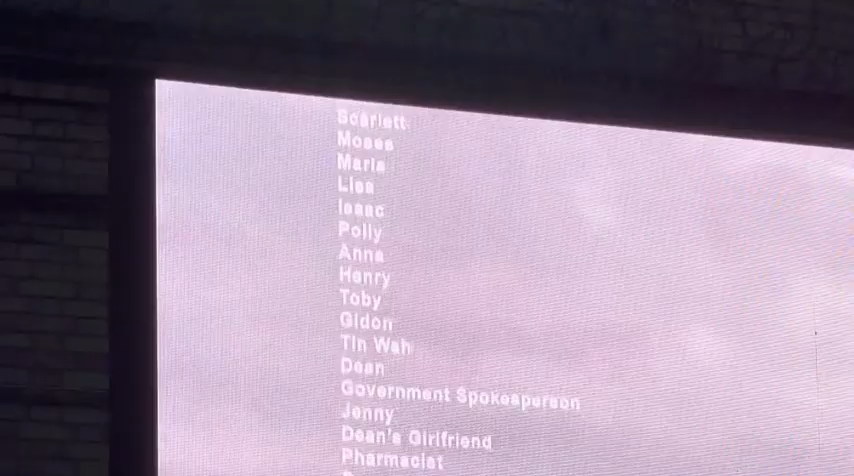 Scarlett
Moses
Maria
Lisa
Isaac
Polly
Anna
Henry
Toby
Gidon
Tin Wah
Dean
Government Spokesperson
Jenny
Dean's Girlfriend
Pharmacist